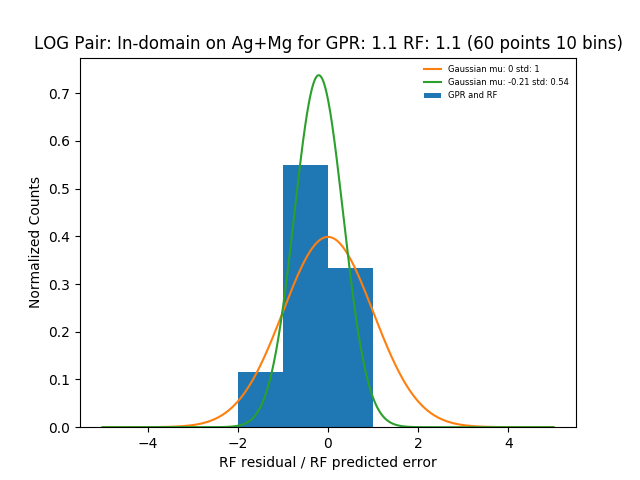 LOG Pair: In-domain on Ag+Mg for GPR: 1.1 RF: 1.1 (60 points 10 bins)
Gaussian mu: 0 std: 1
Gaussian mu: -0.21 std: 0.54
GPR and RF
Normalized Counts
0.7
0.6
0.5
0.4
0.3
0.2
0.1
0.0
−4
−2
0
2
4
RF residual / RF predicted error